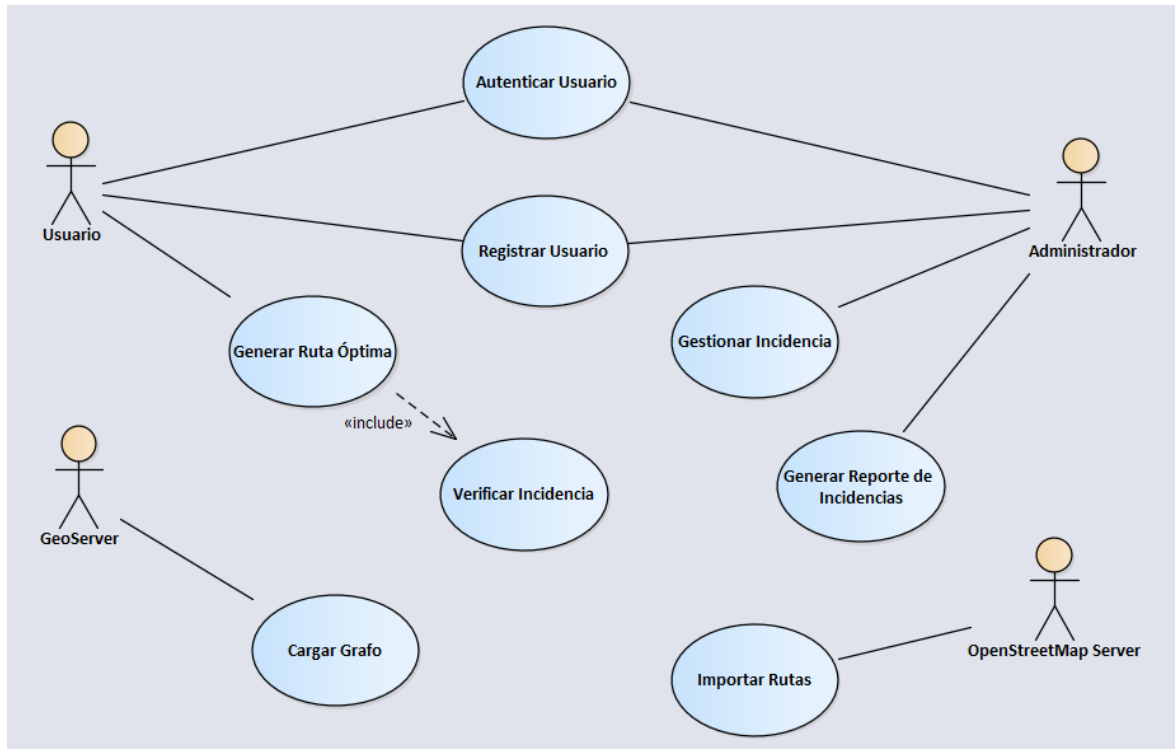 Autenticar Usuario
Usuario
Registrar Usuario
Administrador
Generar Ruta Óptima
Gestionar Incidencia
«include»
Verificar Incidencia
Generar Reporte de
Incidencias
GeoServer
Cargar Grafo
OpenStreetMap Server
Importar Rutas